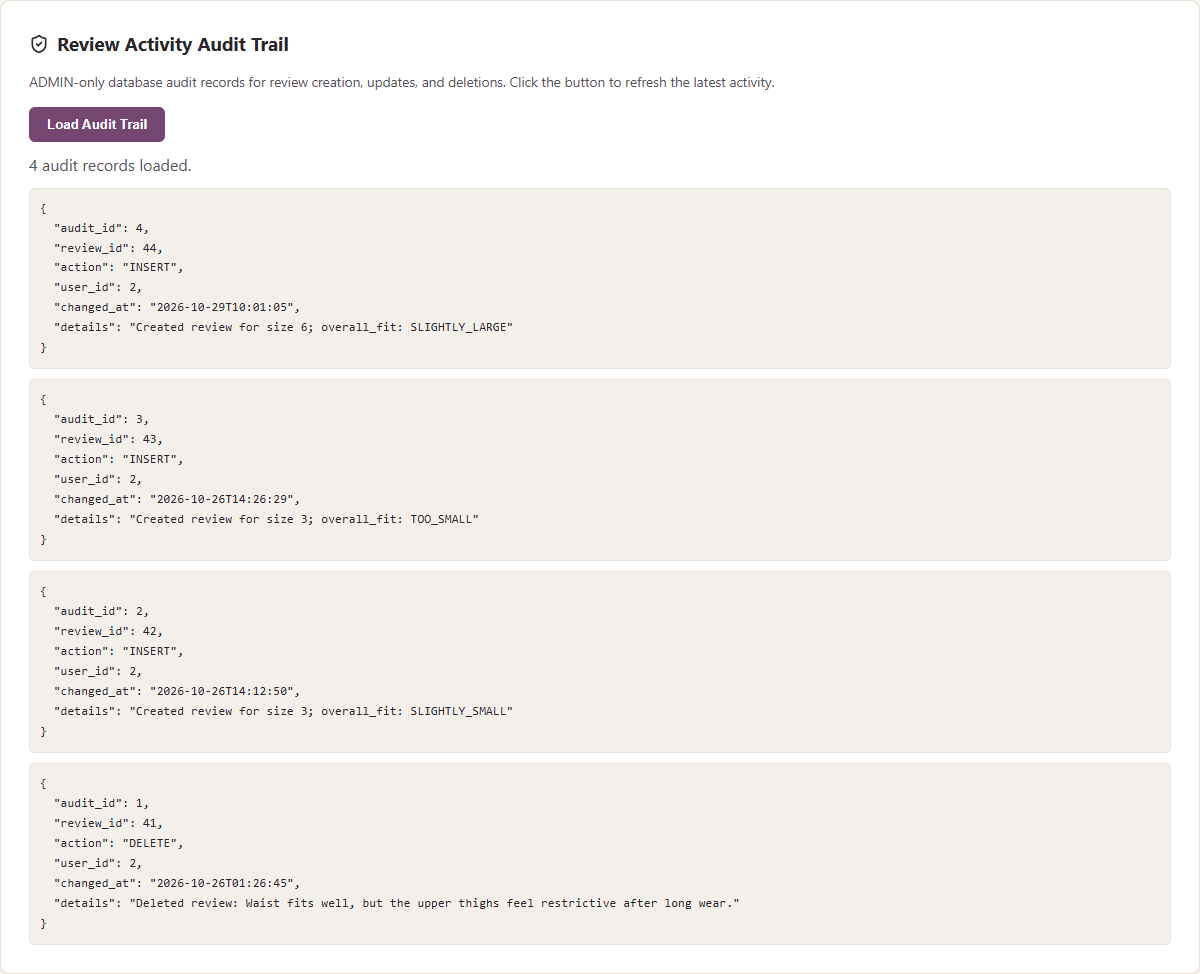 Review Activity Audit Trail
ADMIN-only database audit records for review creation, updates, and deletions. Click the button to refresh the latest activity.
Load Audit Trail
4 audit records loaded.
{
  "audit_id": 4,
  "review_id": 44,
  "action": "INSERT",
  "user_id": 2,
  "changed_at": "2026-10-29T10:01:05",
  "details": "Created review for size 6; overall_fit: SLIGHTLY_LARGE"
}
{
  "audit_id": 3,
  "review_id": 43,
  "action": "INSERT",
  "user_id": 2,
  "changed_at": "2026-10-26T14:26:29",
  "details": "Created review for size 3; overall_fit: TOO_SMALL"
}
{
  "audit_id": 2,
  "review_id": 42,
  "action": "INSERT",
  "user_id": 2,
  "changed_at": "2026-10-26T14:12:50",
  "details": "Created review for size 3; overall_fit: SLIGHTLY_SMALL"
}
{
  "audit_id": 1,
  "review_id": 41,
  "action": "DELETE",
  "user_id": 2,
  "changed_at": "2026-10-26T01:26:45",
  "details": "Deleted review: Waist fits well, but the upper thighs feel restrictive after long wear."
}